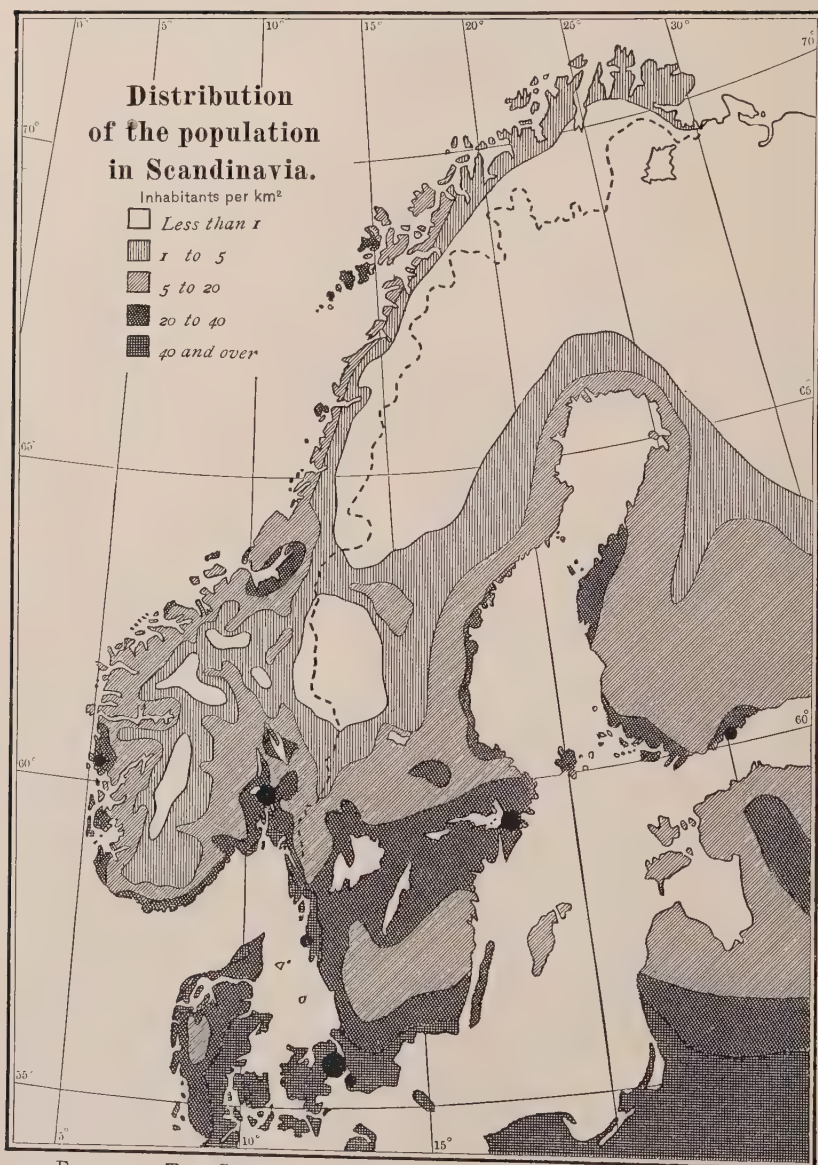 0° 5° 10° 15° 20° 25° 30°
70
Distribution
of the population
in Scandinavia.
70°
Inhabitants per km²
Less than 1
1 to 5
5 to 20
20 to 40
40 and over
65
65°
60°
60°
55°
5° 10° 15°